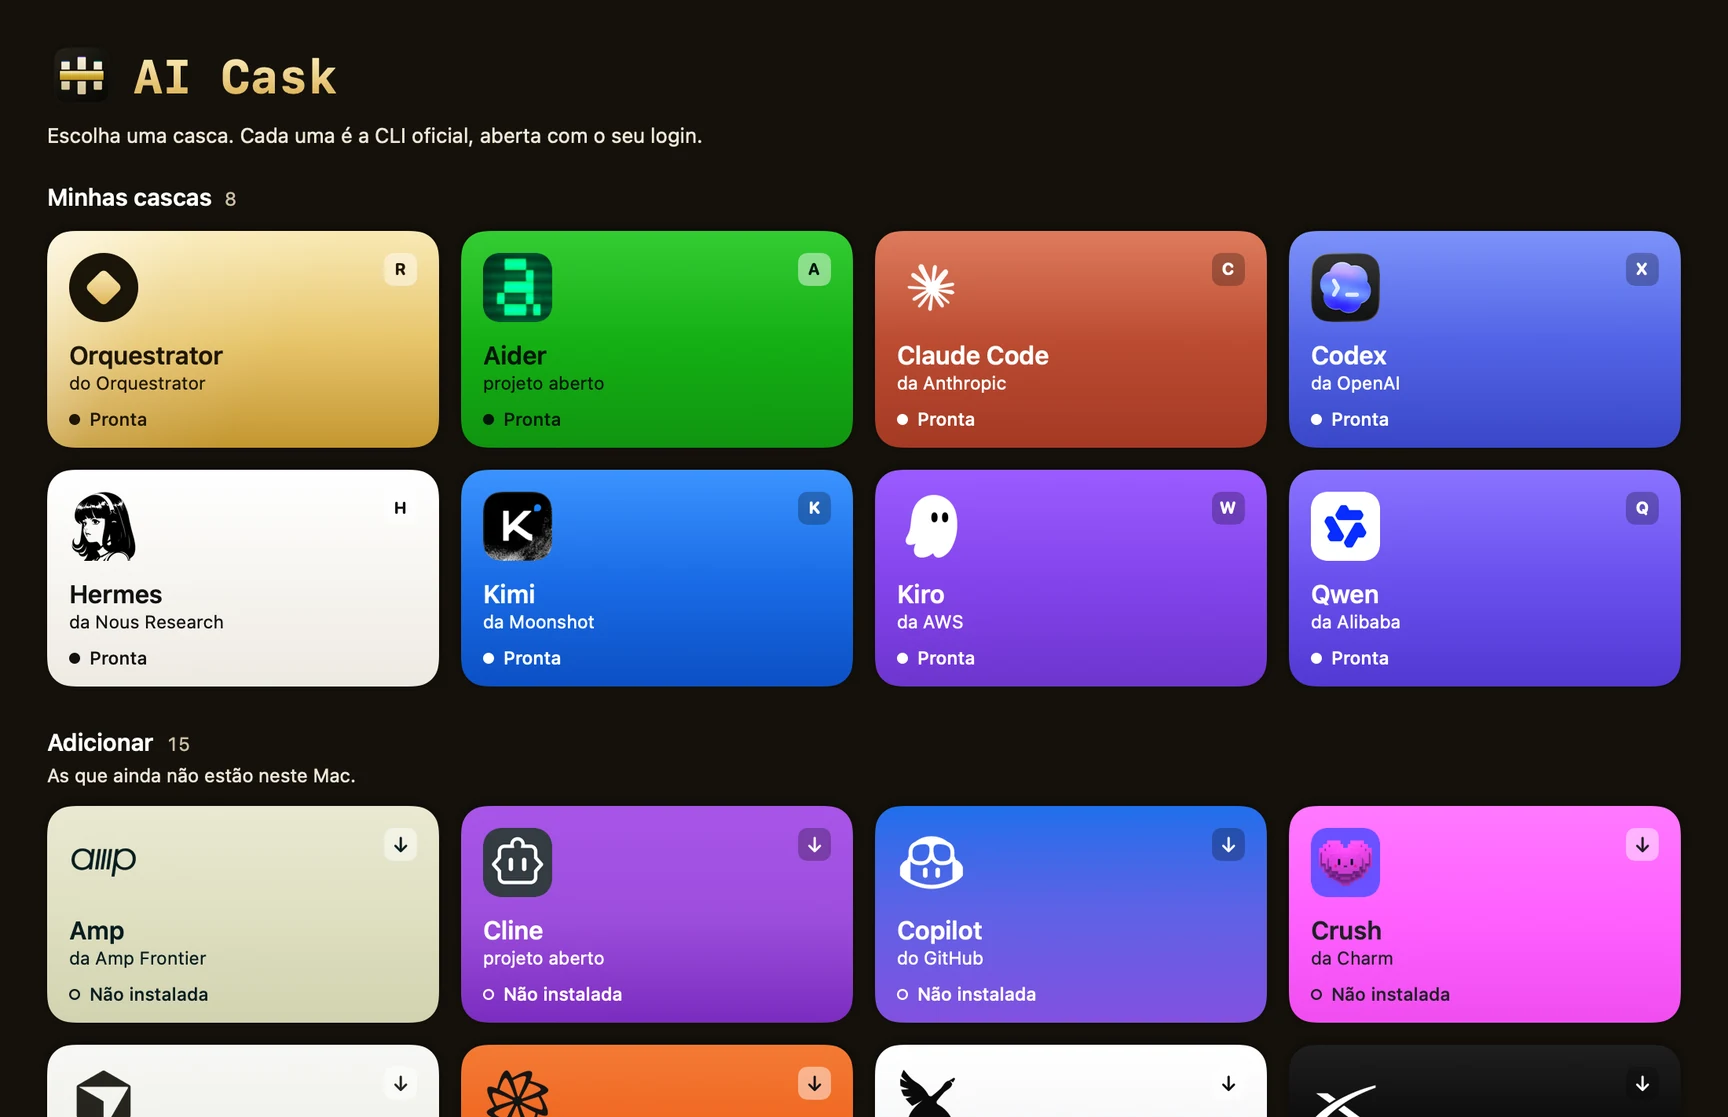 AI Cask
Escolha uma casca. Cada uma é a CLI oficial, aberta com o seu login.
Minhas cascas 8
R
Orquestrator
do Orquestrator
Pronta
a
A
Aider
projeto aberto
Pronta
C
Claude Code
da Anthropic
Pronta
X
Codex
da OpenAI
Pronta
H
Hermes
da Nous Research
Pronta
K
K
Kimi
da Moonshot
Pronta
W
Kiro
da AWS
Pronta
Q
Qwen
da Alibaba
Pronta
Adicionar 15
As que ainda não estão neste Mac.
amp
Amp
da Amp Frontier
Não instalada
Cline
projeto aberto
Não instalada
Copilot
do GitHub
Não instalada
Crush
da Charm
Não instalada